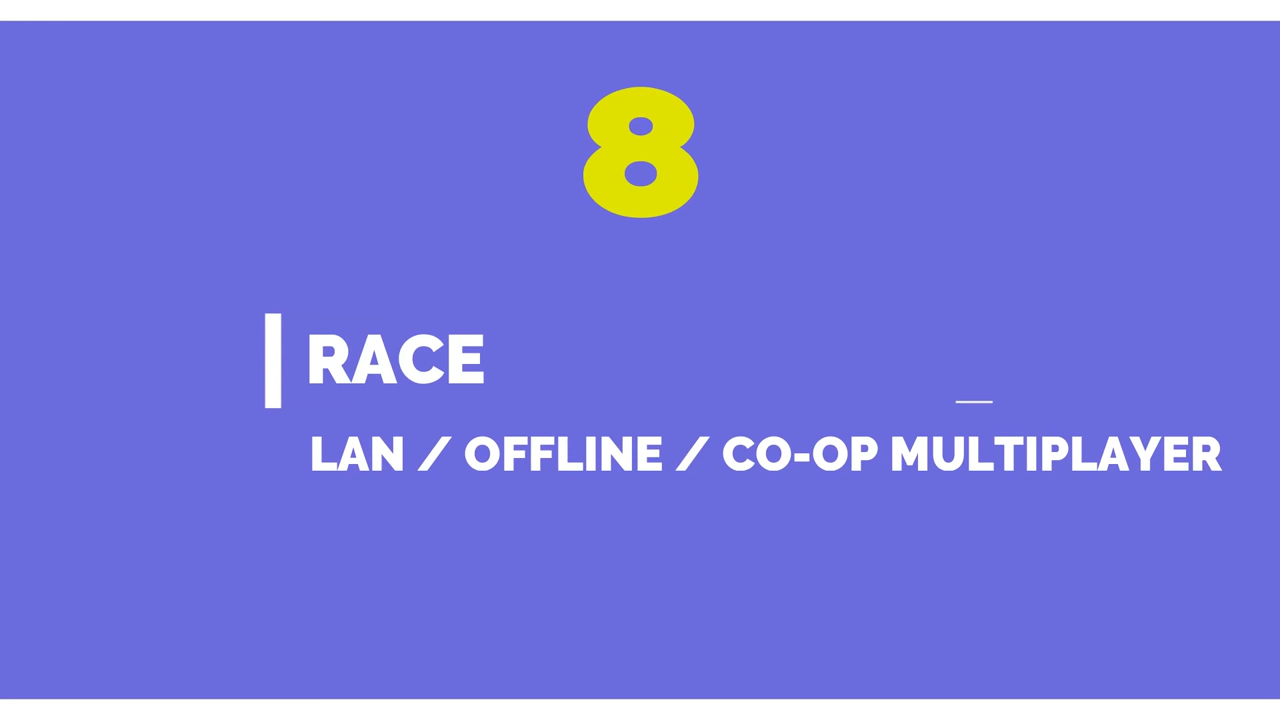 8
RACE
LAN / OFFLINE / CO-OP MULTIPLAYER